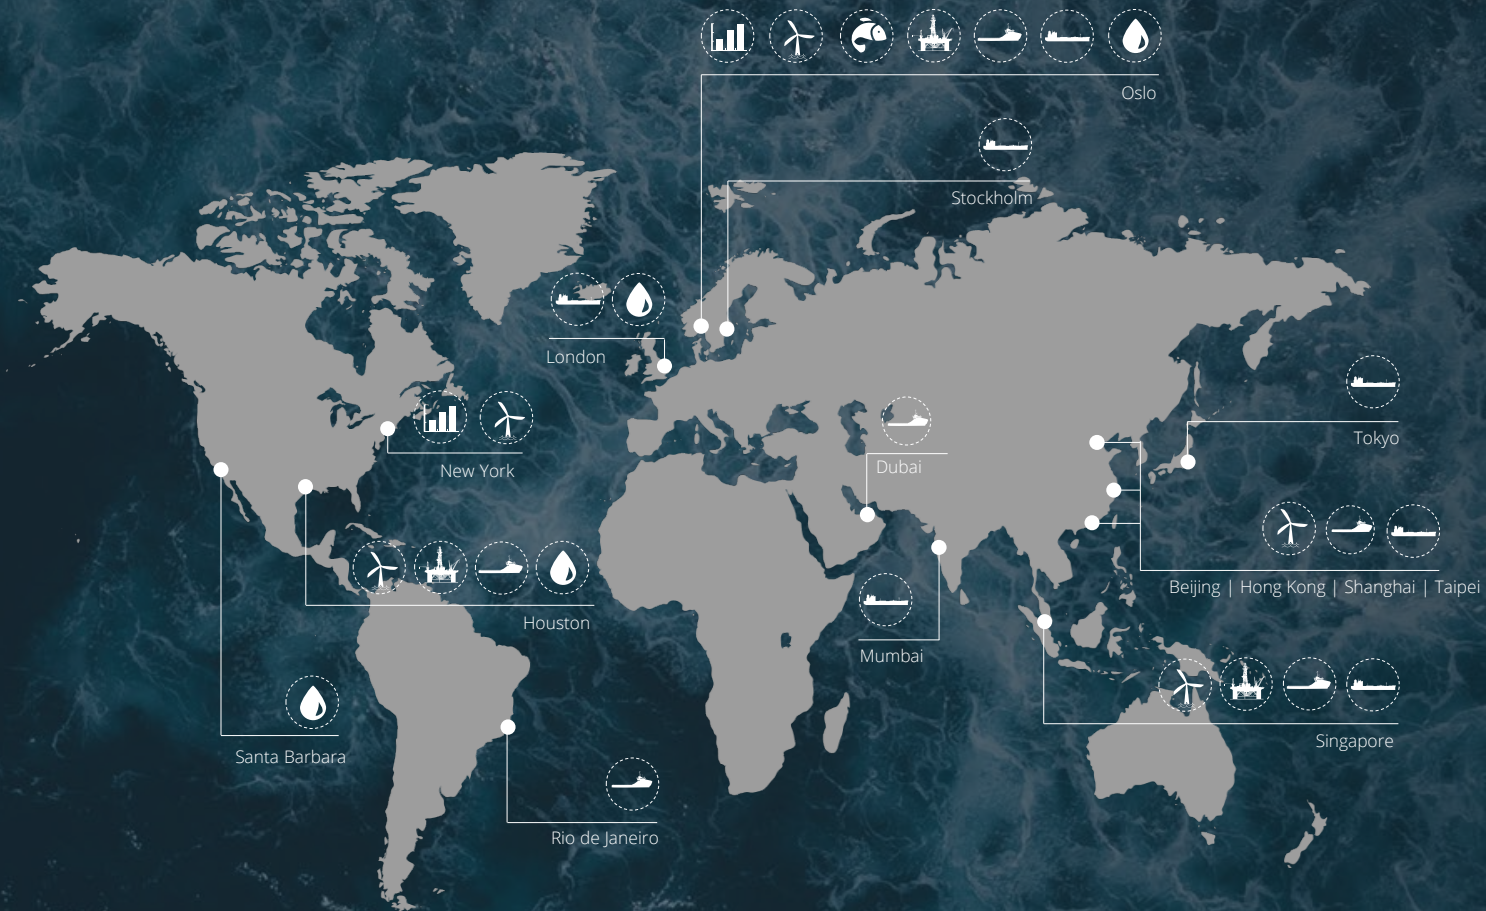 Oslo
Stockholm
London
Tokyo
New York
Dubai
Beijing | Hong Kong | Shanghai | Taipei
Houston
Mumbai
Singapore
Santa Barbara
Rio de Janeiro